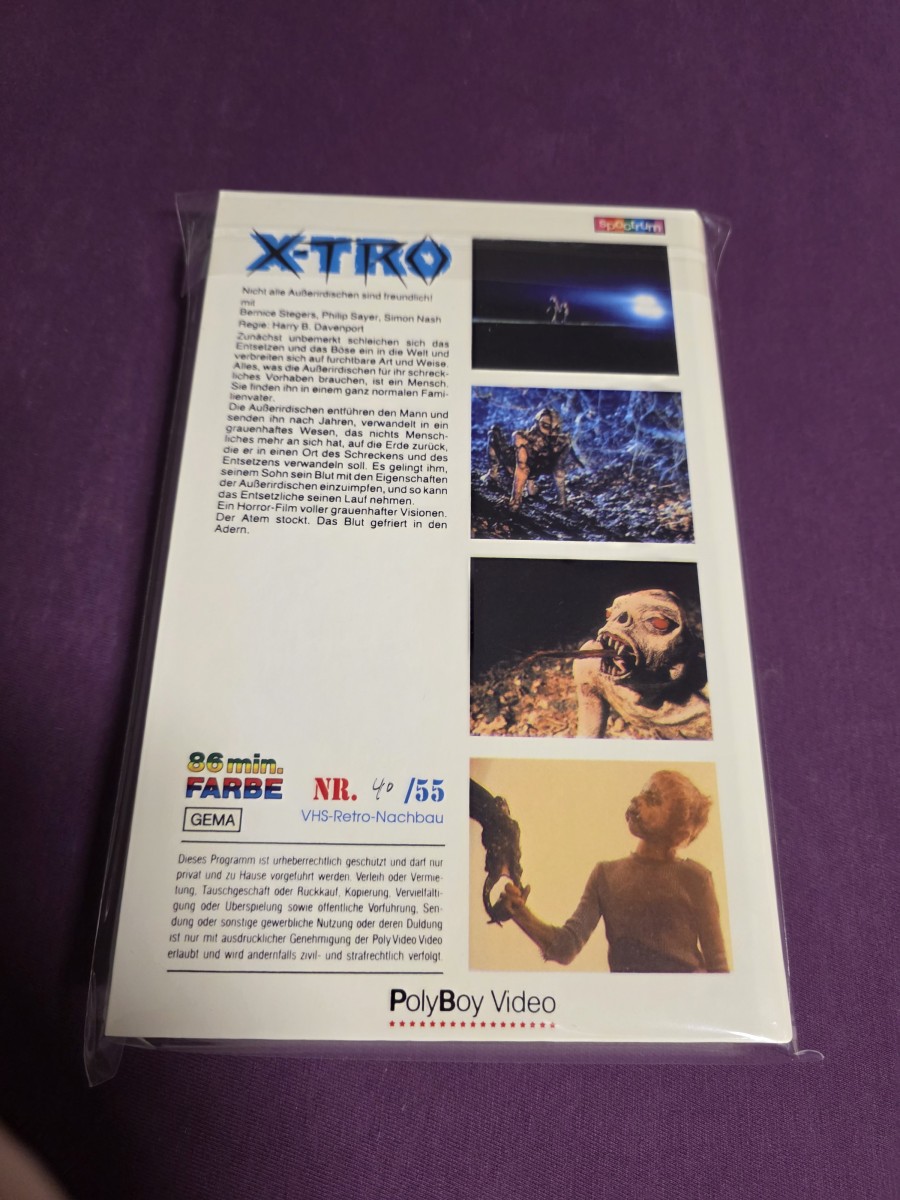 spectrum
X-TRO
Nicht alle Außerirdischen sind freundlich!
mit
Bernice Stegers, Philip Sayer, Simon Nash
Regie: Harry B. Davenport
Zunächst unbemerkt schleichen sich das
Entsetzen und das Böse ein in die Welt und
verbreiten sich auf furchtbare Art und Weise.
Alles, was die Außerirdischen für ihr schreck-
liches Vorhaben brauchen, ist ein Mensch.
Sie finden ihn in einem ganz normalen Fami-
lienvater.
Die Außerirdischen entführen den Mann und
senden ihn nach Jahren, verwandelt in ein
grauenhaftes Wesen, das nichts Mensch-
liches mehr an sich hat, auf die Erde zurück,
die er in einen Ort des Schreckens und des
Entsetzens verwandeln soll. Es gelingt ihm,
seinem Sohn sein Blut mit den Eigenschaften
der Außerirdischen einzuimpfen, und so kann
das Entsetzliche seinen Lauf nehmen.
Ein Horror-Film voller grauenhafter Visionen.
Der Atem stockt. Das Blut gefriert in den
Adern.
86 min.
FARBE
GEMA
NR. 40 /55
VHS-Retro-Nachbau
Dieses Programm ist urheberrechtlich geschützt und darf nur
privat und zu Hause vorgeführt werden. Verleih oder Vermie-
tung, Tauschgeschäft oder Rückkauf, Kopierung, Vervielfälti-
gung oder Überspielung sowie öffentliche Vorführung, Sen-
dung oder sonstige gewerbliche Nutzung oder deren Duldung
ist nur mit ausdrücklicher Genehmigung der Poly Video Video
erlaubt und wird andernfalls zivil- und strafrechtlich verfolgt.
PolyBoy Video